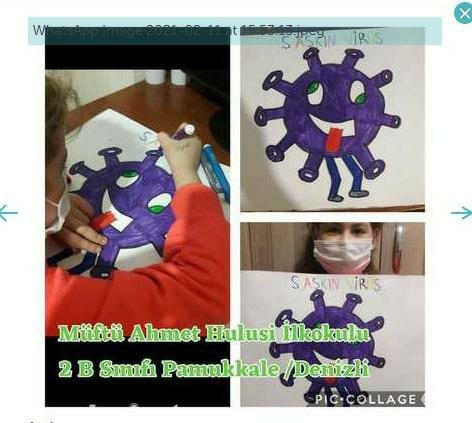 WhatsApp Image 2021-02-11 at 15.57.17.jpeg
ŞAŞKIN VİRÜS
ŞAŞKIN VİRÜS
Müftü Ahmet Hulusi İlkokulu
2 B Sınıfı Pamukkale /Denizli
PIC•COLLAGE